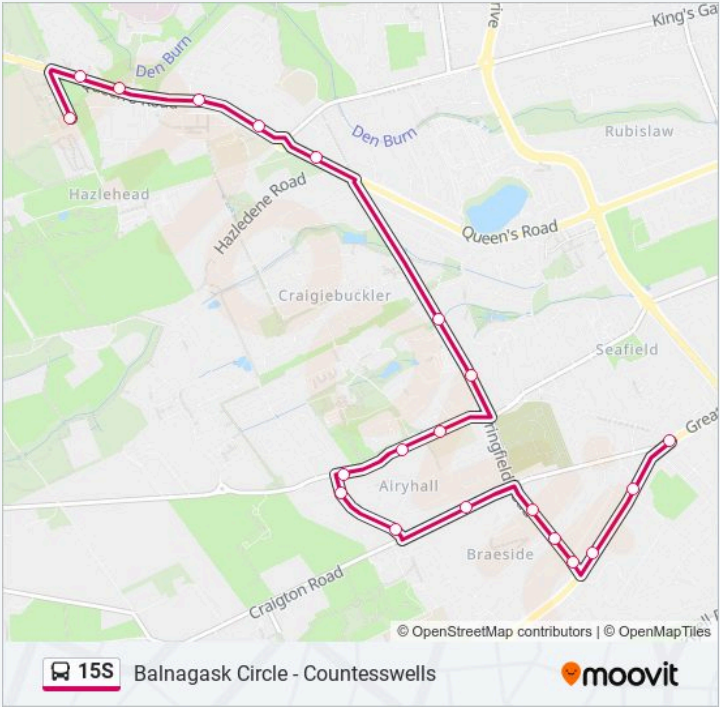 rive
King's Ga
Den Burn
Den Burn
Rubislaw
Hazlehead
Hazledene Road
Queen's Road
Craigiebuckler
Seafield
Grea
ringfield
Airyhall
Braeside
Craigton Road
© OpenStreetMap contributors | © OpenMapTiles
15S Balnagask Circle - Countesswells
moovit